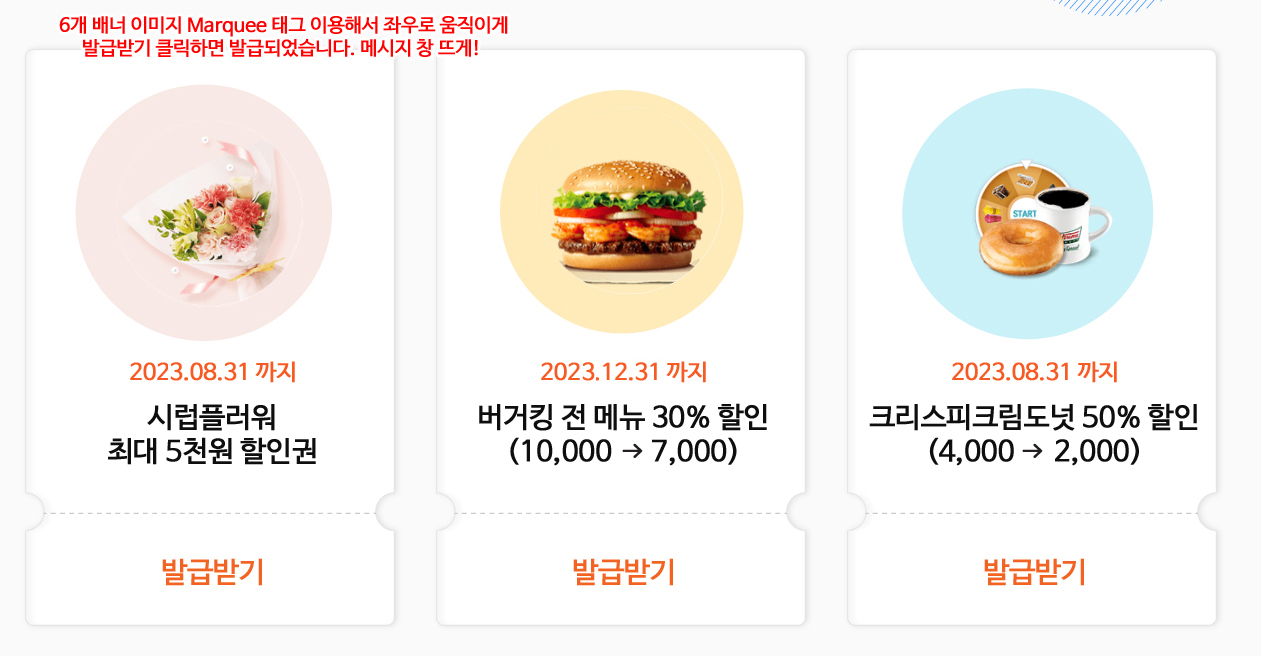 6개 배너 이미지 Marquee 태그 이용해서 좌우로 움직이게
발급받기 클릭하면 발급되었습니다. 메시지 창 뜨게!
START
2023.08.31 까지
시럽플러워
최대 5천원 할인권
발급받기
2023.12.31 까지
버거킹 전 메뉴 30% 할인
(10,000 → 7,000)
발급받기
2023.08.31 까지
크리스피크림도넛 50% 할인
(4,000 → 2,000)
발급받기